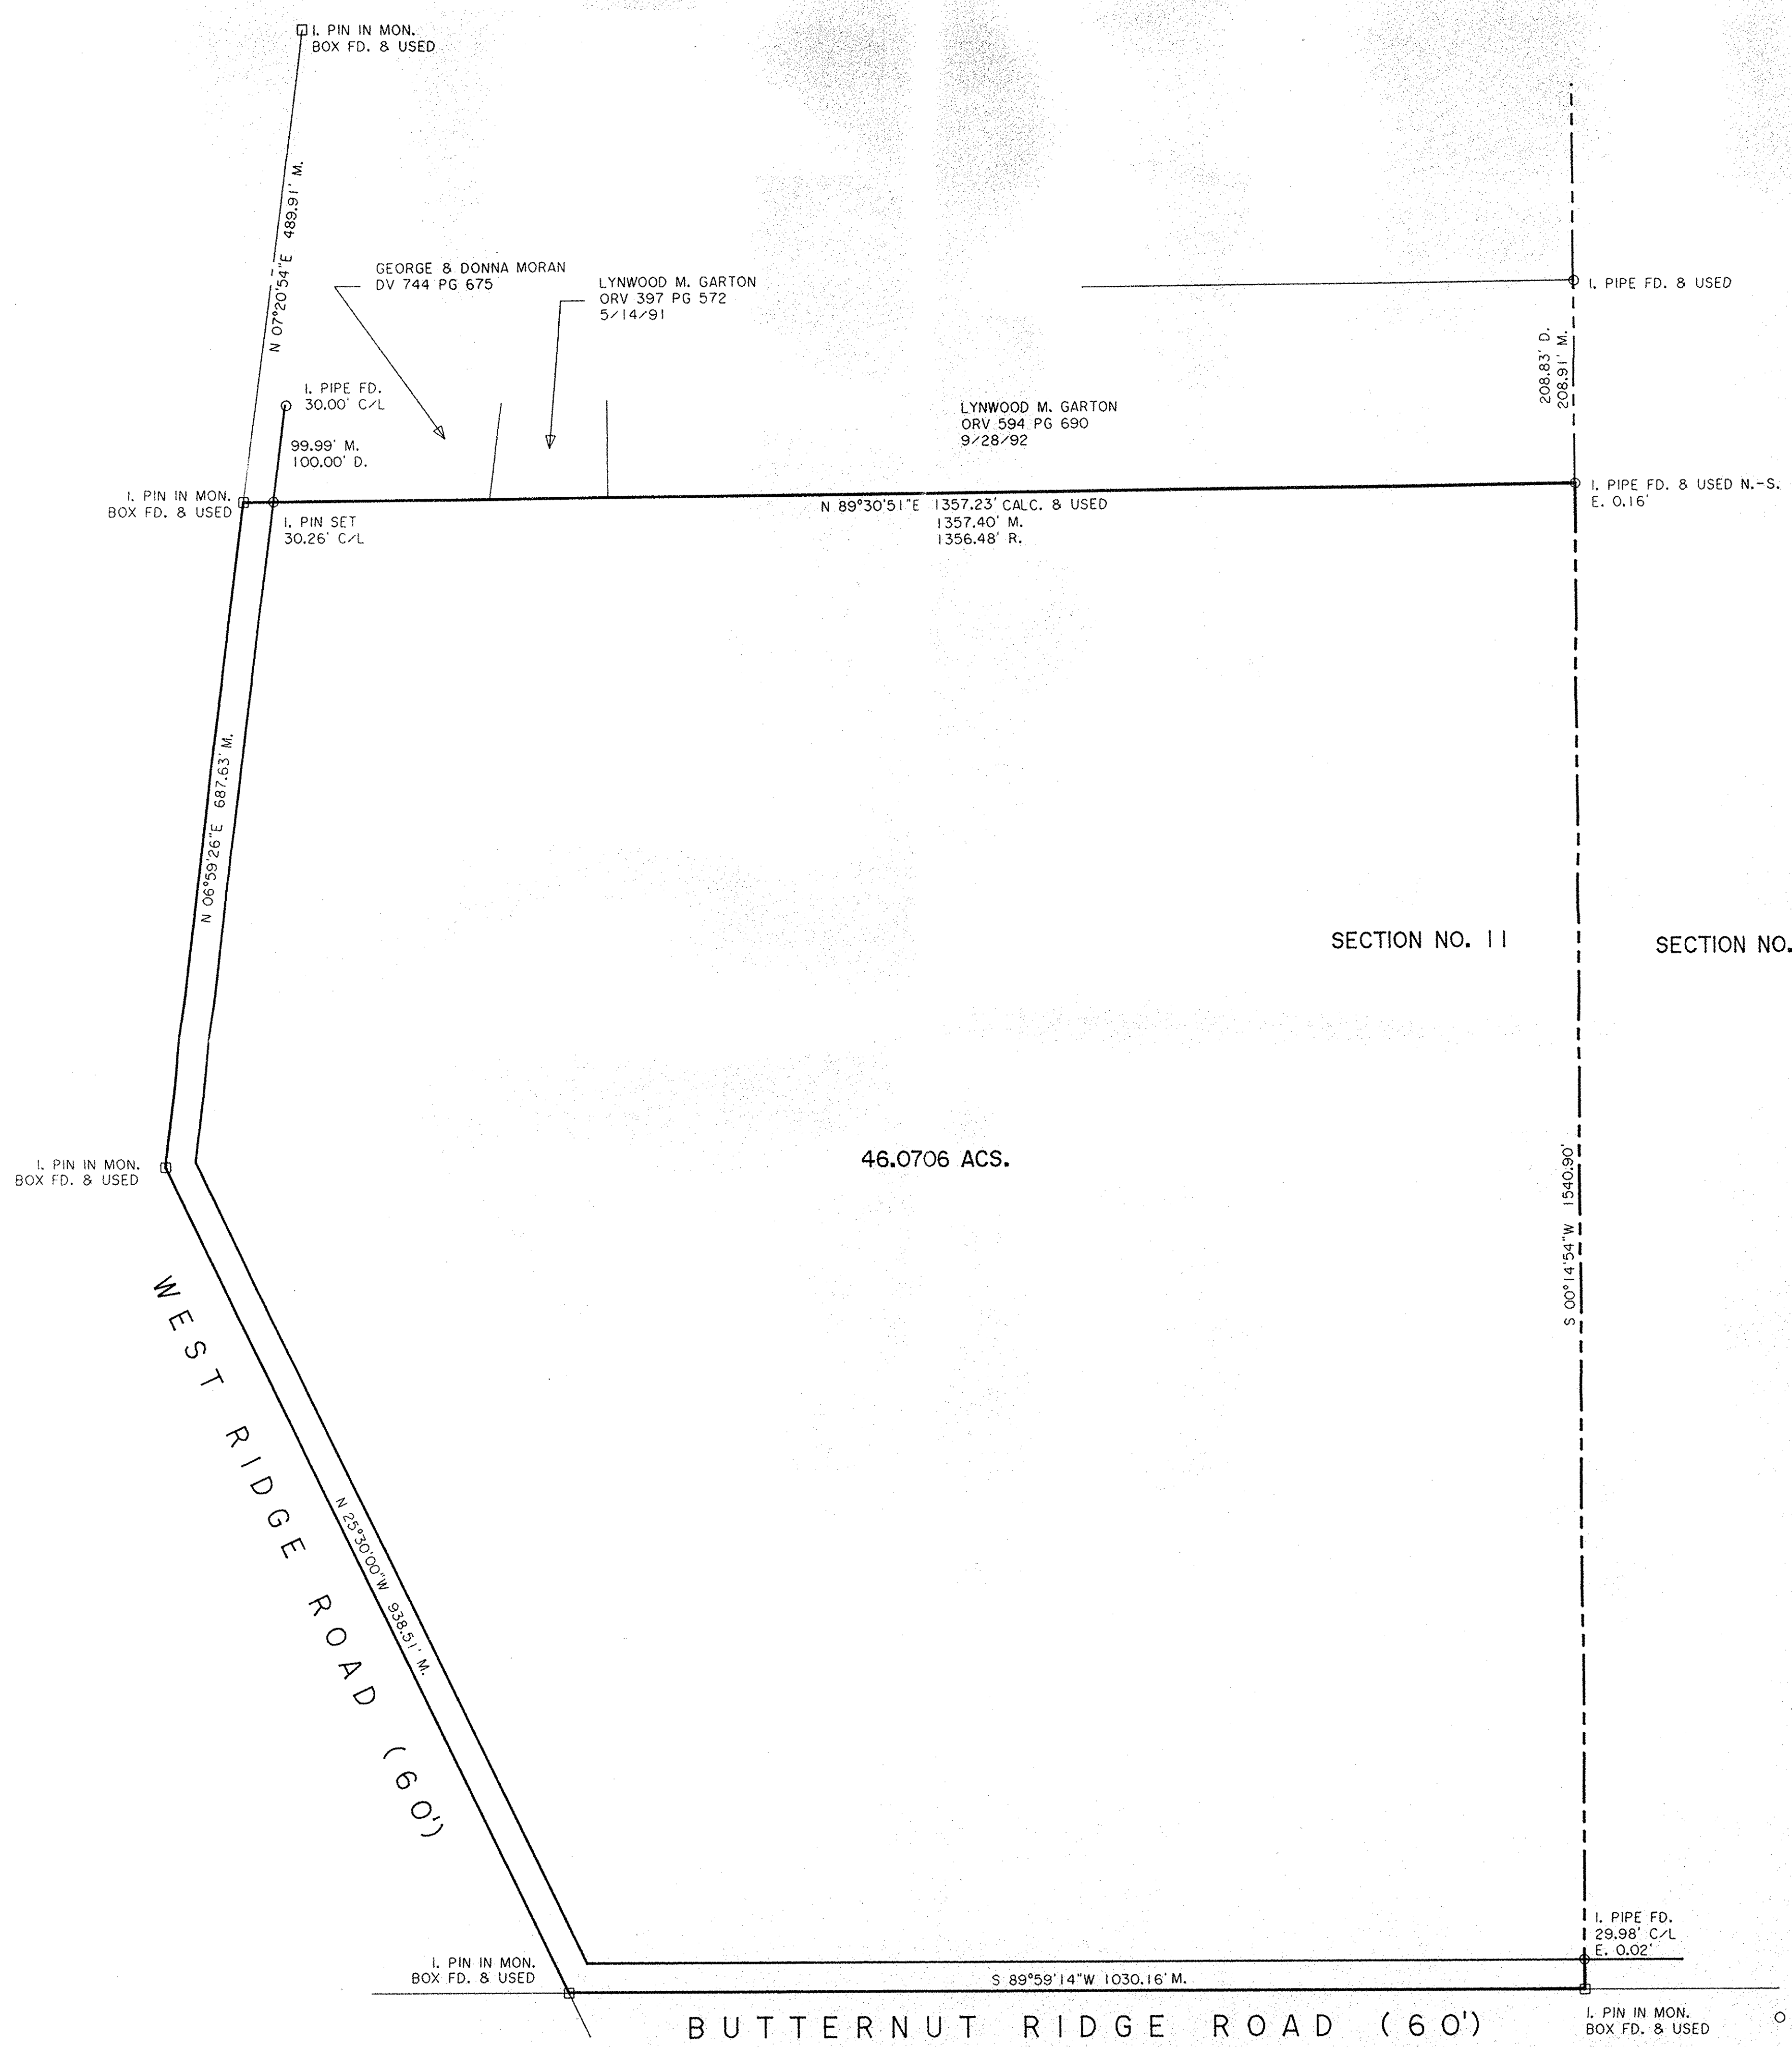 I. PIN IN MON.
BOX FD. & USED
N 07°20'54"E 489.91' M.
GEORGE & DONNA MORAN
DV 744 PG 675
LYNWOOD M. GARTON
ORV 397 PG 572
5/14/91
I. PIPE FD. & USED
208.83' D.
208.91' M.
I. PIPE FD.
30.00' C/L
99.99' M.
100.00' D.
LYNWOOD M. GARTON
ORV 594 PG 690
9/28/92
I. PIN IN MON.
BOX FD. & USED
I. PIN SET
30.26' C/L
N 89°30'51"E 1357.23' CALC. & USED
1357.40' M.
1356.48' R.
I. PIPE FD. & USED N.-S.
E. 0.16'
N 06°59'26"E 687.63' M.
SECTION NO. 11
SECTION NO.
46.0706 ACS.
I. PIN IN MON.
BOX FD. & USED
S 00°14'54"W 1540.90'
WEST RIDGE ROAD (60')
N 25°30'00"W 938.51' M.
I. PIPE FD.
29.98' C/L
E. 0.02'
I. PIN IN MON.
BOX FD. & USED
S 89°59'14"W 1030.16' M.
BUTTERNUT RIDGE ROAD (60')
I. PIN IN MON.
BOX FD. & USED